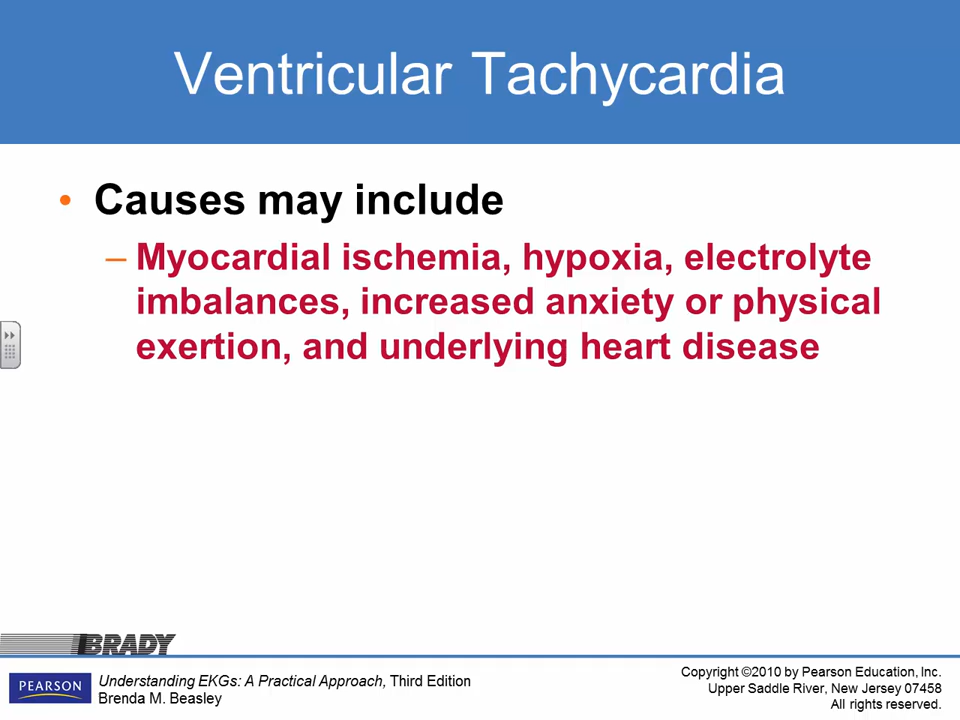 Ventricular Tachycardia
• Causes may include
– Myocardial ischemia, hypoxia, electrolyte
imbalances, increased anxiety or physical
exertion, and underlying heart disease
BRADY
PEARSON
Understanding EKGs: A Practical Approach, Third Edition
Brenda M. Beasley
Copyright ©2010 by Pearson Education, Inc.
Upper Saddle River, New Jersey 07458
All rights reserved.